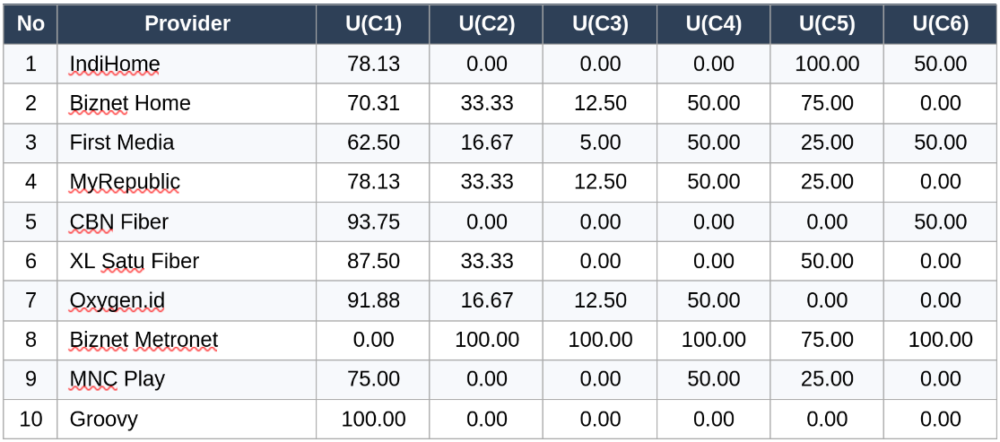 No Provider U(C1) U(C2) U(C3) U(C4) U(C5) U(C6)
1 IndiHome 78.13 0.00 0.00 0.00 100.00 50.00
2 Biznet Home 70.31 33.33 12.50 50.00 75.00 0.00
3 First Media 62.50 16.67 5.00 50.00 25.00 50.00
4 MyRepublic 78.13 33.33 12.50 50.00 25.00 0.00
5 CBN Fiber 93.75 0.00 0.00 0.00 0.00 50.00
6 XL Satu Fiber 87.50 33.33 0.00 0.00 50.00 0.00
7 Oxygen.id 91.88 16.67 12.50 50.00 0.00 0.00
8 Biznet Metronet 0.00 100.00 100.00 100.00 75.00 100.00
9 MNC Play 75.00 0.00 0.00 50.00 25.00 0.00
10 Groovy 100.00 0.00 0.00 0.00 0.00 0.00